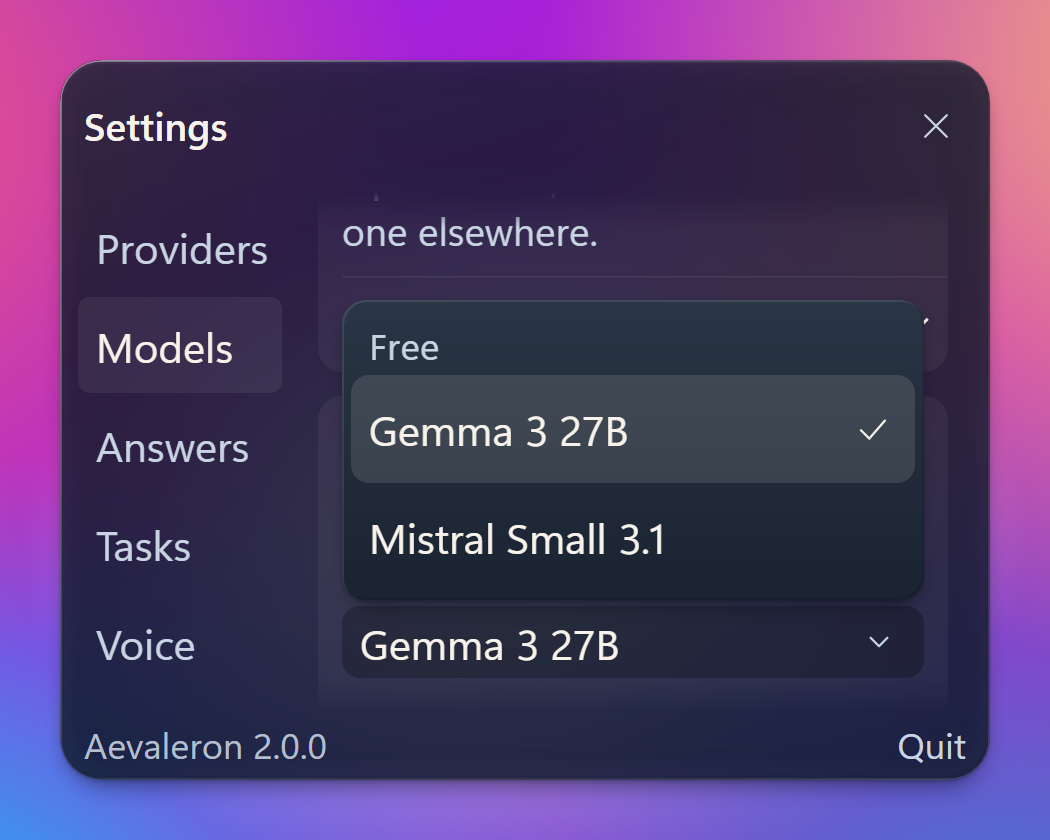 Settings
Providers
Models
Answers
Tasks
Voice
one elsewhere.
Free
Gemma 3 27B
Mistral Small 3.1
Gemma 3 27B
Aevaleron 2.0.0
Quit